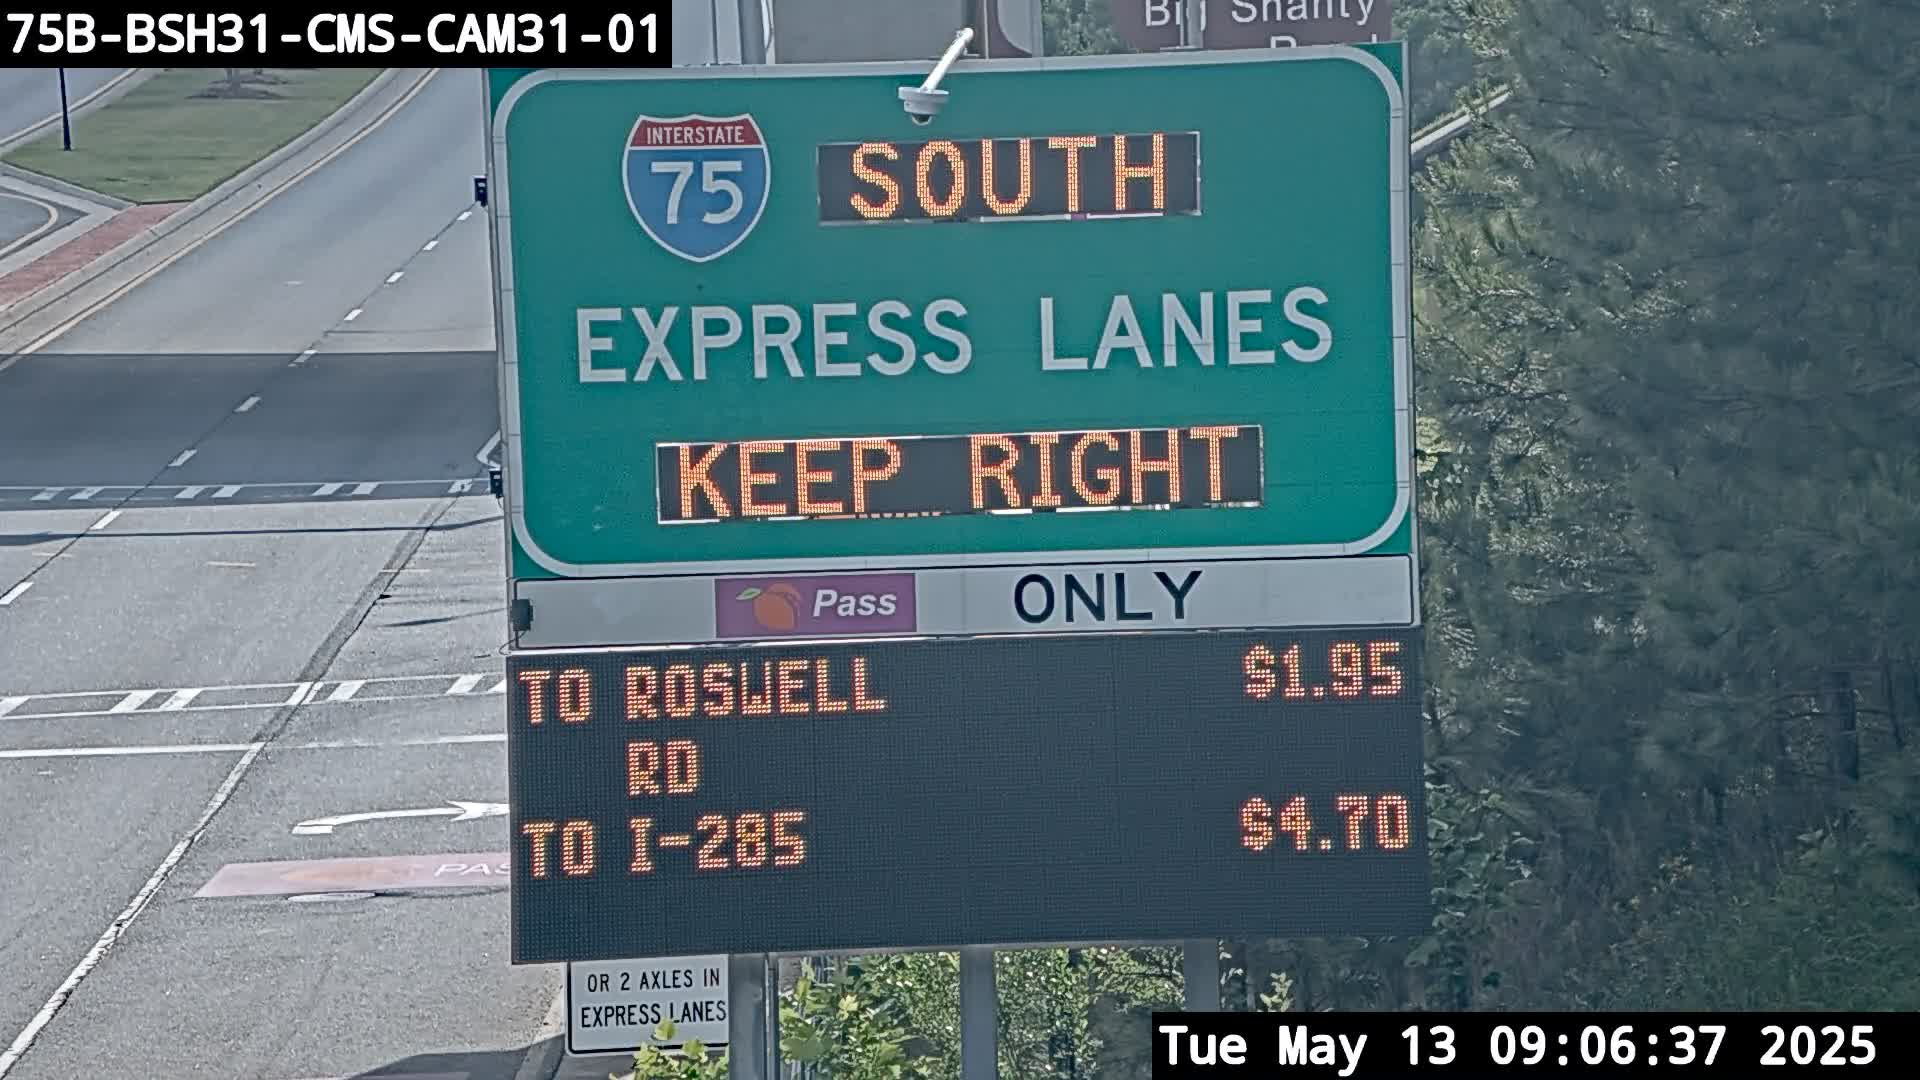 75B-BSH31-CMS-CAM31-01
Big Shanty
INTERSTATE
75
SOUTH
EXPRESS LANES
KEEP RIGHT
Pass
ONLY
TO ROSWELL $1.95
RD
TO I-285 $4.70
OR 2 AXLES IN
EXPRESS LANES
Tue May 13 09:06:37 2025